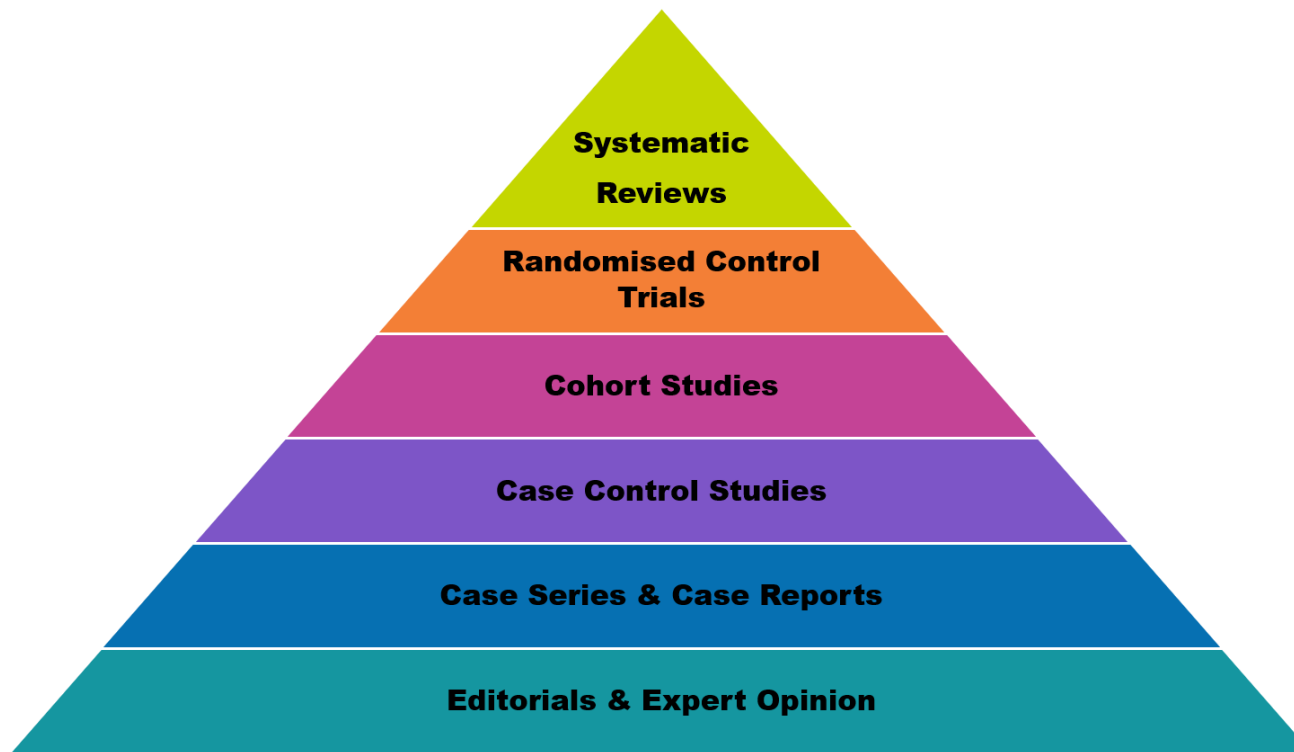 Systematic
Reviews
Randomised Control
Trials
Cohort Studies
Case Control Studies
Case Series & Case Reports
Editorials & Expert Opinion